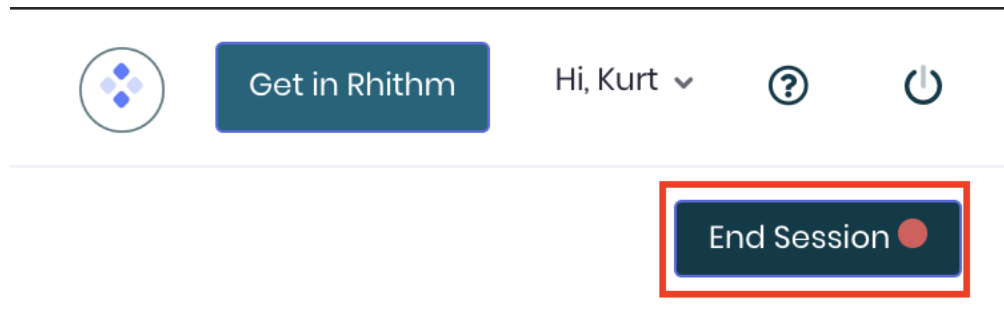 Get in Rhithm
Hi, Kurt
End Session